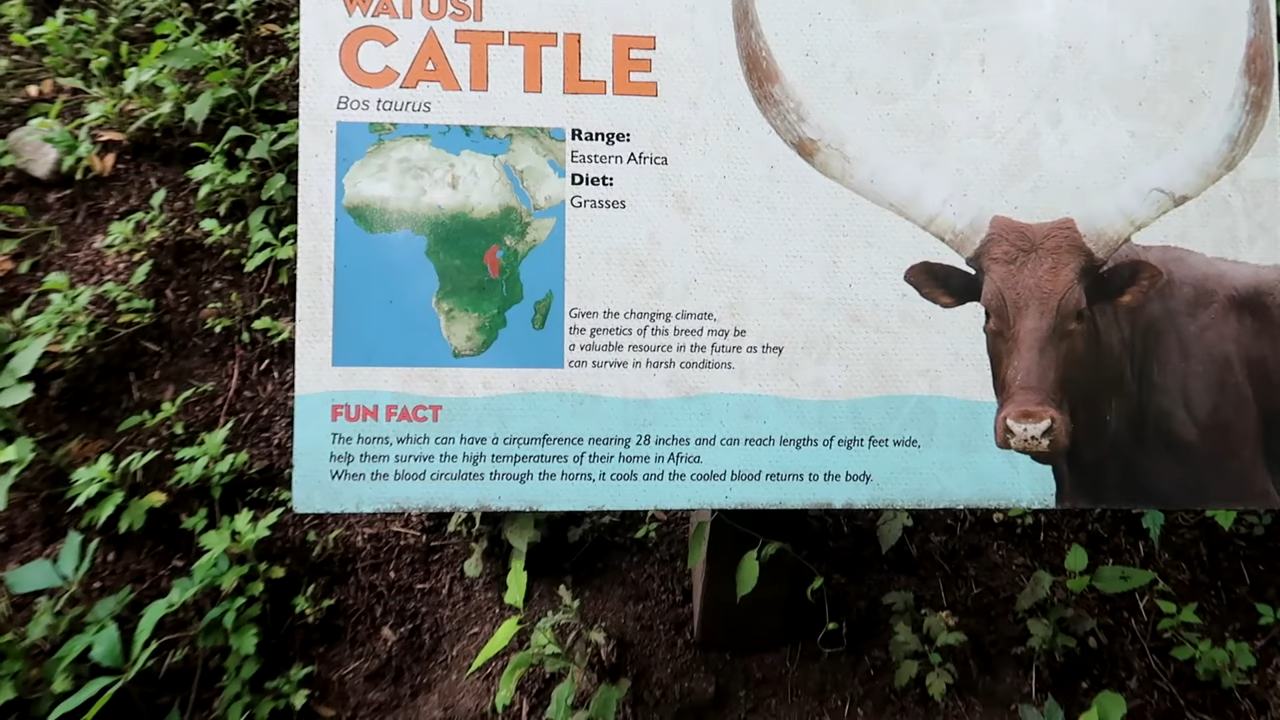 WATUSI
CATTLE
Bos taurus
Range:
Eastern Africa
Diet:
Grasses
Given the changing climate,
the genetics of this breed may be
a valuable resource in the future as they
can survive in harsh conditions.
FUN FACT
The horns, which can have a circumference nearing 28 inches and can reach lengths of eight feet wide,
help them survive the high temperatures of their home in Africa.
When the blood circulates through the horns, it cools and the cooled blood returns to the body.